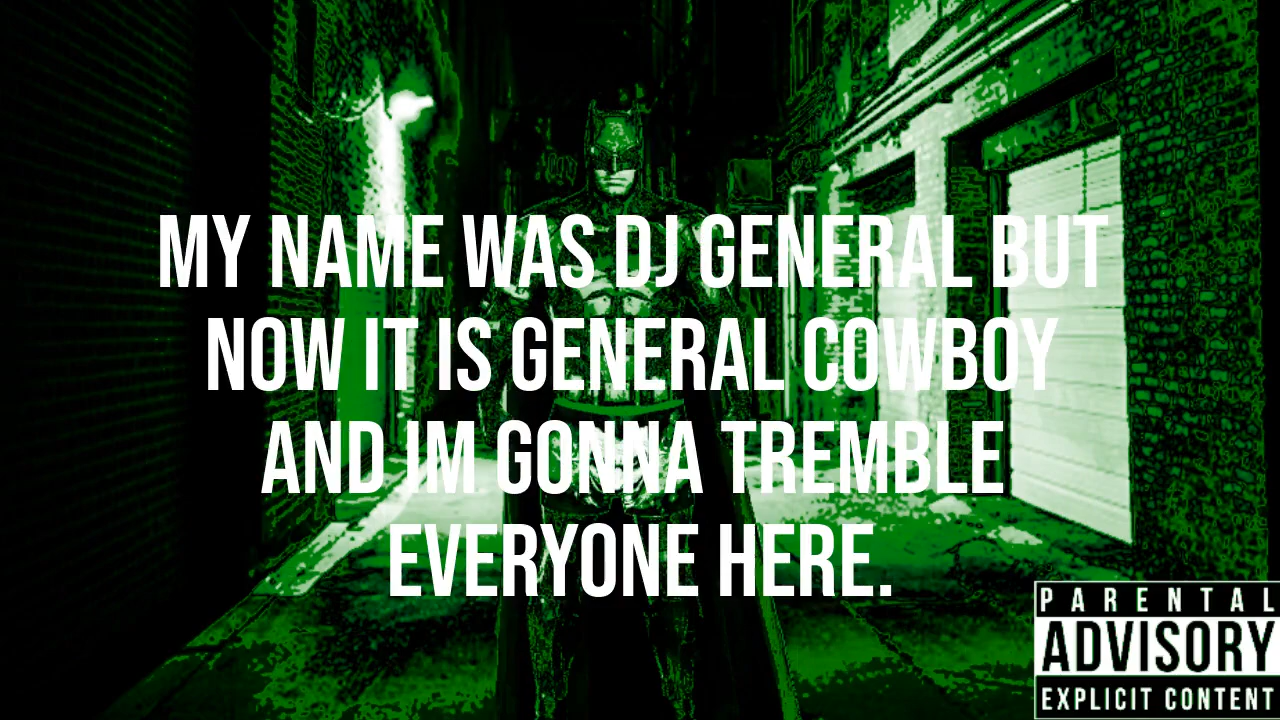 MY NAME WAS DJ GENERAL BUT
NOW IT IS GENERAL COWBOY
AND IM GONNA TREMBLE
EVERYONE HERE.
PARENTAL
ADVISORY
EXPLICIT CONTENT